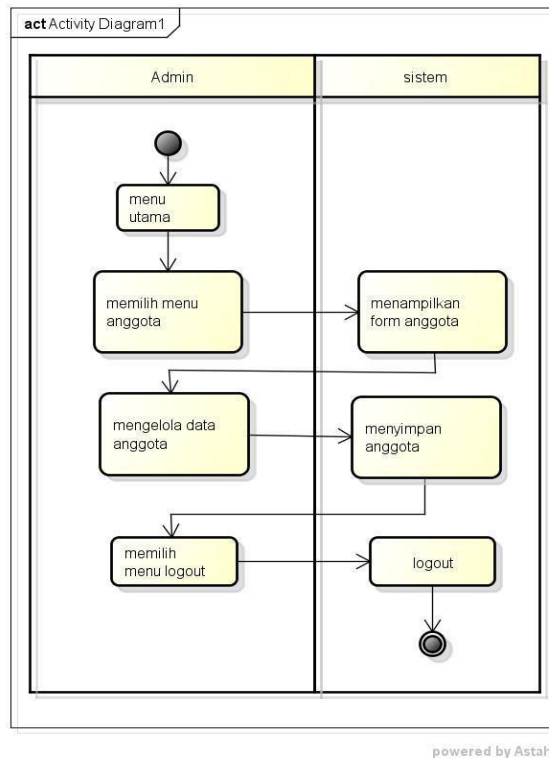 act Activity Diagram1
Admin
sistem
menu
utama
memilih menu
anggota
menampilkan
form anggota
mengelola data
anggota
menyimpan
anggota
memilih
menu logout
logout
powered by Astah